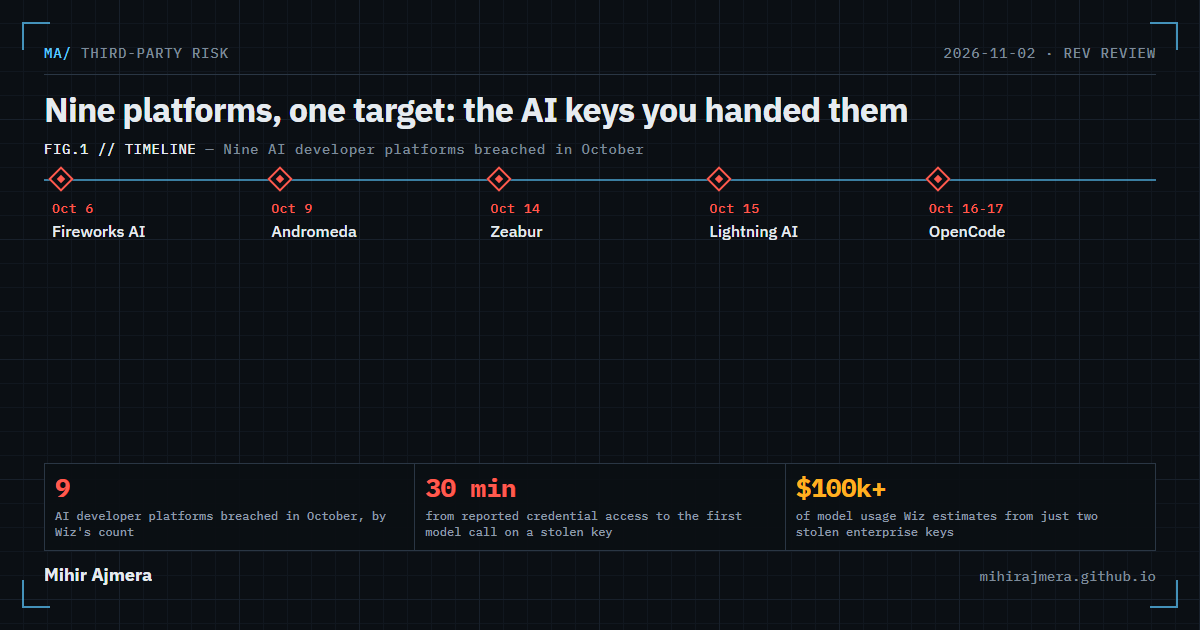 MA/ THIRD-PARTY RISK
2026-11-02 · REV REVIEW
Nine platforms, one target: the AI keys you handed them
FIG.1 // TIMELINE — Nine AI developer platforms breached in October
Oct 6
Fireworks AI
Oct 9
Andromeda
Oct 14
Zeabur
Oct 15
Lightning AI
Oct 16-17
OpenCode
9
AI developer platforms breached in October, by
Wiz's count
30 min
from reported credential access to the first
model call on a stolen key
$100k+
of model usage Wiz estimates from just two
stolen enterprise keys
Mihir Ajmera
mihirajmera.github.io